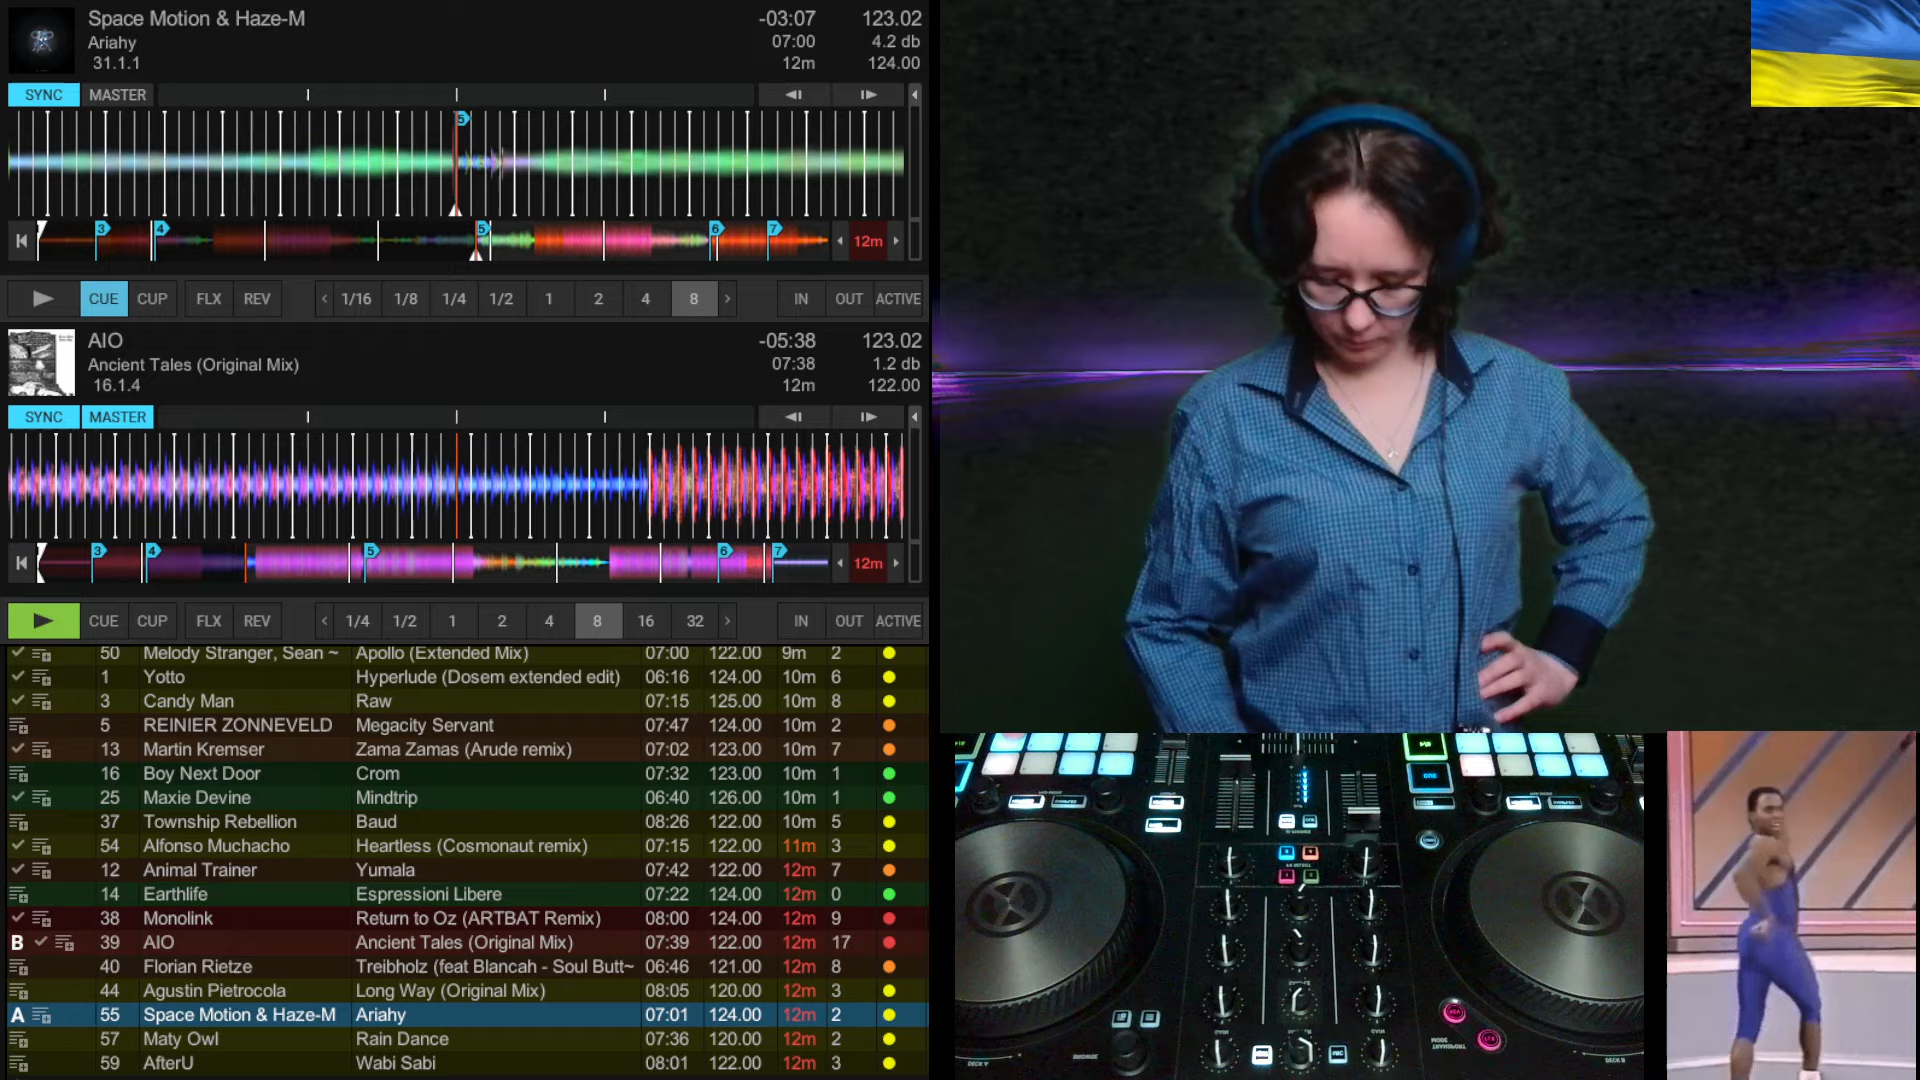 Space Motion & Haze-M -03:07 123.02
Ariahy 07:00 4.2 db
31.1.1 12m 124.00
SYNC MASTER
5
3 4 5 6 7 12m
CUE CUP FLX REV 1/16 1/8 1/4 1/2 1 2 4 8 IN OUT ACTIVE
AIO -05:38 123.02
Ancient Tales (Original Mix) 07:38 1.2 db
16.1.4 12m 122.00
SYNC MASTER
3 4 5 6 7 12m
CUE CUP FLX REV 1/4 1/2 1 2 4 8 16 32 IN OUT ACTIVE
50 Melody Stranger, Sean ~ Apollo (Extended Mix) 07:00 122.00 9m 2
1 Yotto Hyperlude (Dosem extended edit) 06:16 124.00 10m 6
3 Candy Man Raw 07:15 125.00 10m 8
5 REINIER ZONNEVELD Megacity Servant 07:47 124.00 10m 2
13 Martin Kremser Zama Zamas (Arude remix) 07:02 123.00 10m 7
16 Boy Next Door Crom 07:32 123.00 10m 1
25 Maxie Devine Mindtrip 06:40 126.00 10m 1
37 Township Rebellion Baud 08:26 122.00 10m 5
54 Alfonso Muchacho Heartless (Cosmonaut remix) 07:15 122.00 11m 3
12 Animal Trainer Yumala 07:42 122.00 12m 7
14 Earthlife Espressioni Libere 07:22 124.00 12m 0
38 Monolink Return to Oz (ARTBAT Remix) 08:00 124.00 12m 9
B 39 AIO Ancient Tales (Original Mix) 07:39 122.00 12m 17
40 Florian Rietze Treibholz (feat Blancah - Soul Butt~ 06:46 121.00 12m 8
44 Agustin Pietrocola Long Way (Original Mix) 08:05 120.00 12m 3
A 55 Space Motion & Haze-M Ariahy 07:01 124.00 12m 2
57 Maty Owl Rain Dance 07:36 120.00 12m 2
59 AfterU Wabi Sabi 08:01 122.00 12m 3
DECK A
DECK B